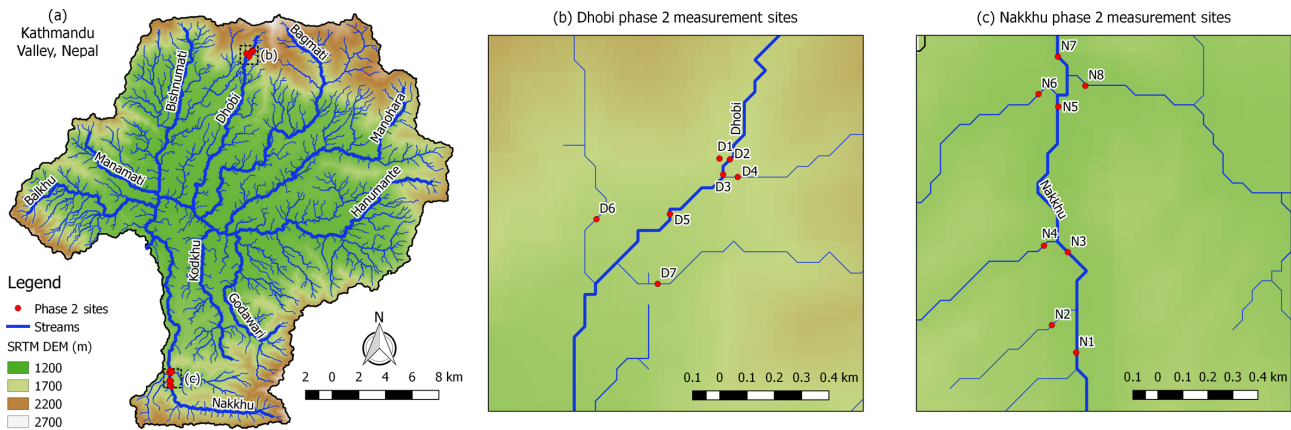 (a)
Kathmandu
Valley, Nepal
Bishnumati
Dhobi
Bagmati
(b)
Manohara
Manamati
Balkhu
Hanumante
Kodkhu
Godawari
(c)
Nakkhu
Legend
Phase 2 sites
Streams
SRTM DEM (m)
1200
1700
2200
2700
N
2 0 2 4 6 8 km
(b) Dhobi phase 2 measurement sites
Dhobi
D1
D2
D3
D4
D5
D6
D7
0.1 0 0.1 0.2 0.3 0.4 km
(c) Nakkhu phase 2 measurement sites
N7
N8
N6
N5
Nakkhu
N4
N3
N2
N1
0.1 0 0.1 0.2 0.3 0.4 km